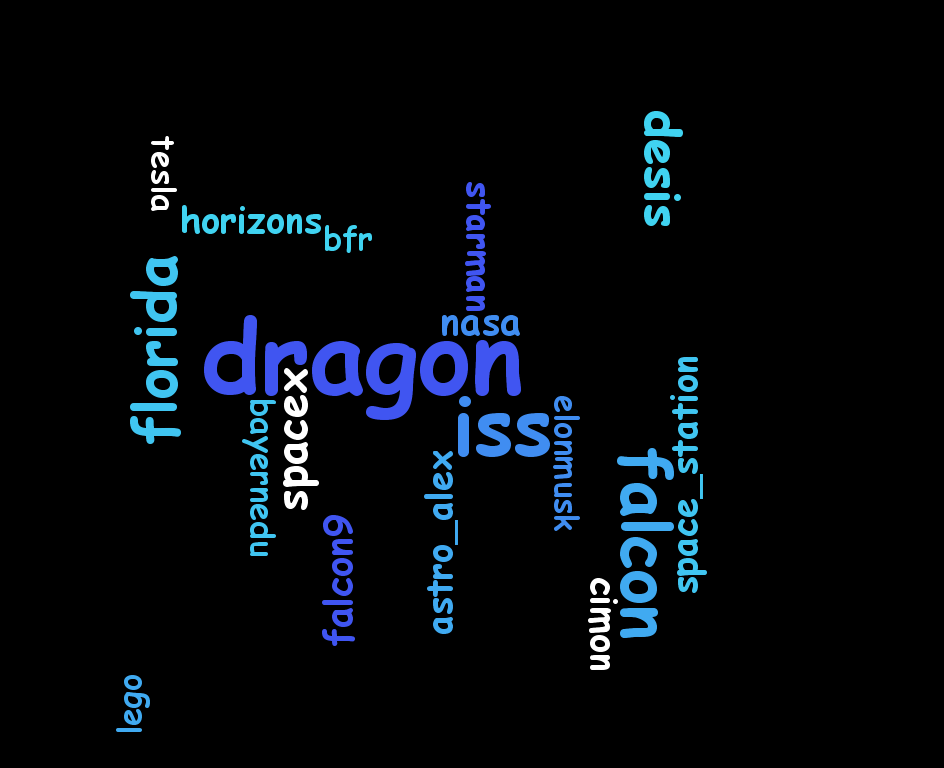 desis
tesla
starman
horizons
bfr
florida
nasa
dragon
spacex
space_station
iss
elonmusk
bayernedu
astro_alex
falcon
falcon9
cimon
lego